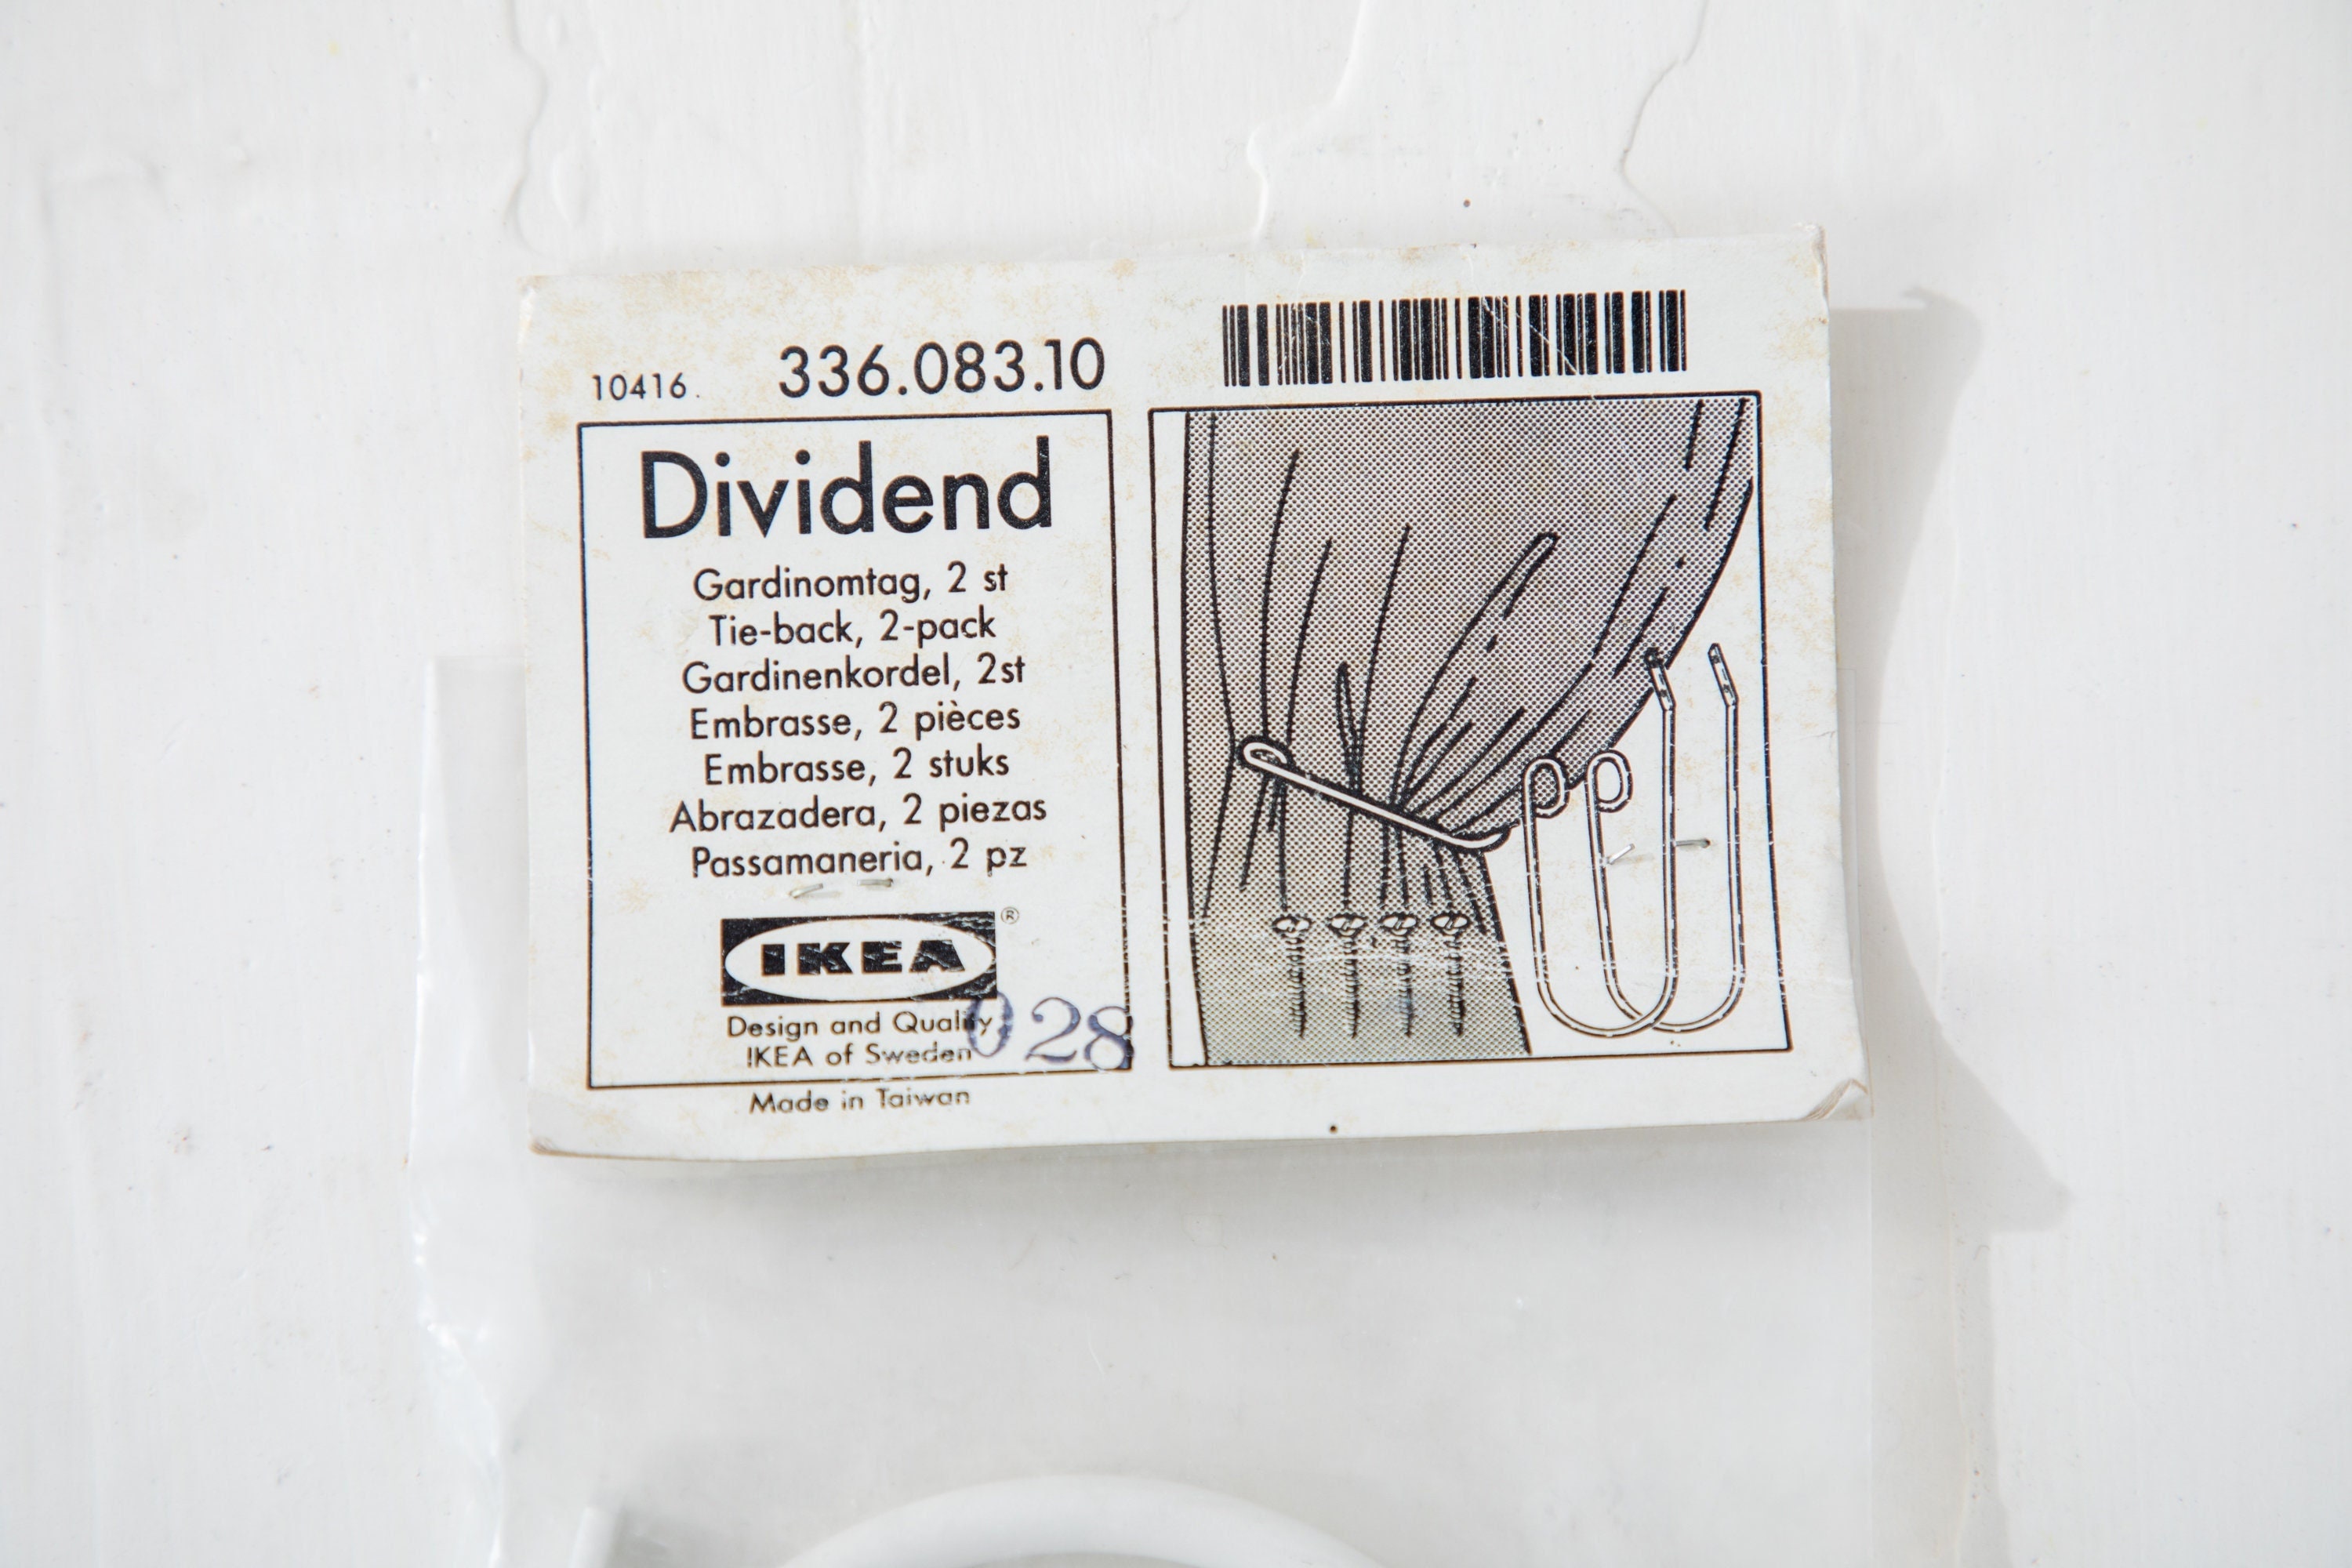 10416. 336.083.10
Dividend
Gardinomtag, 2 st
Tie-back, 2-pack
Gardinenkordel, 2st
Embrasse, 2 pièces
Embrasse, 2 stuks
Abrazadera, 2 piezas
Passamaneria, 2 pz
IKEA®
Design and Quality
IKEA of Sweden
028
Made in Taiwan